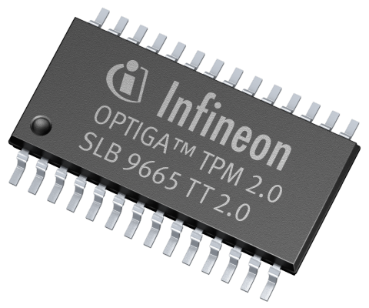 Infineon
OPTIGA™ TPM 2.0
SLB 9665 TT 2.0